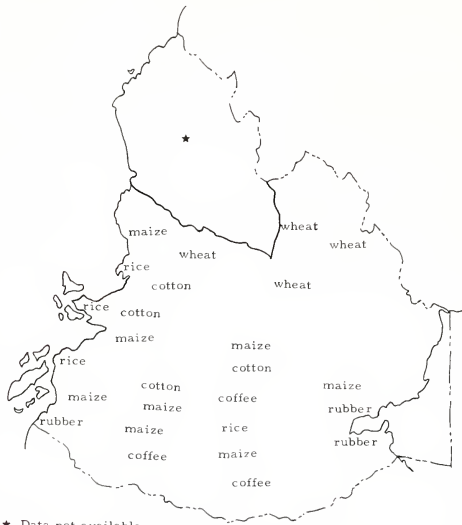 ★
wheat
maize
wheat
wheat
rice
cotton
wheat
rice
cotton
maize
maize
rice
cotton
cotton
maize
maize
coffee
maize
rubber
rubber
maize
rice
rubber
coffee
maize
coffee
★ Data not available